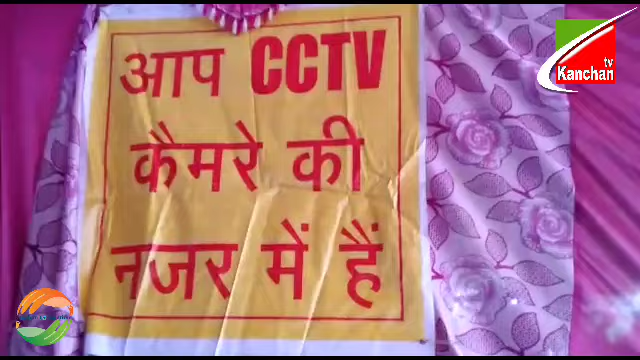 आप CCTV
कैमरे की
नजर में हैं
Kanchan tv